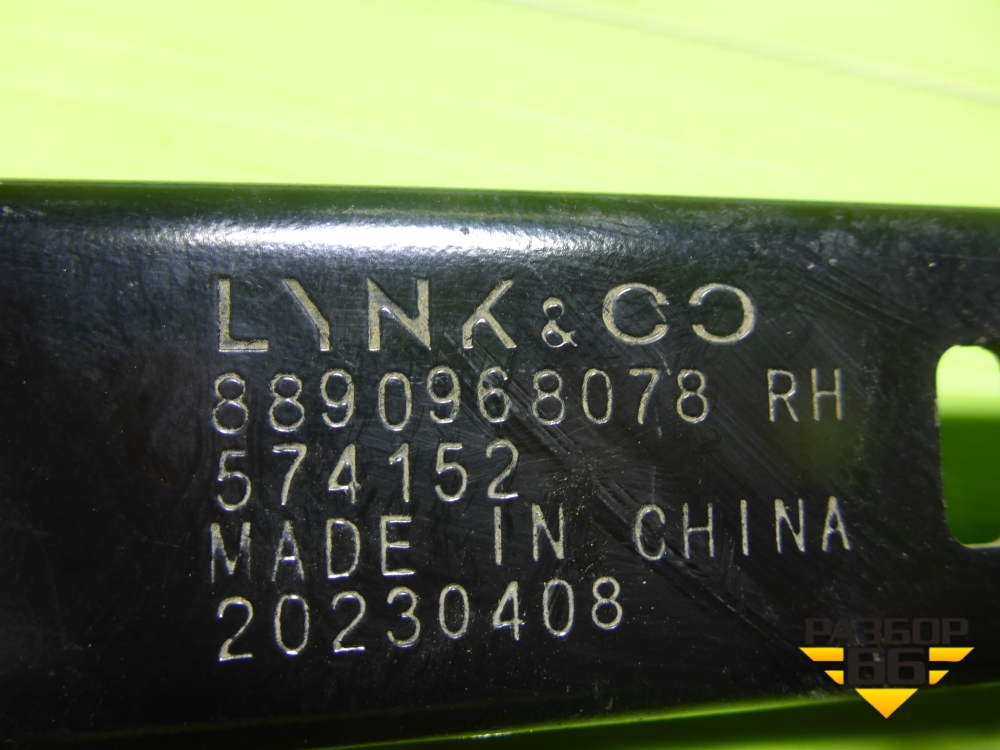 LYNK & CO
8890968078 RH
574152
MADE IN CHINA
20230408
РАЗБОР
66